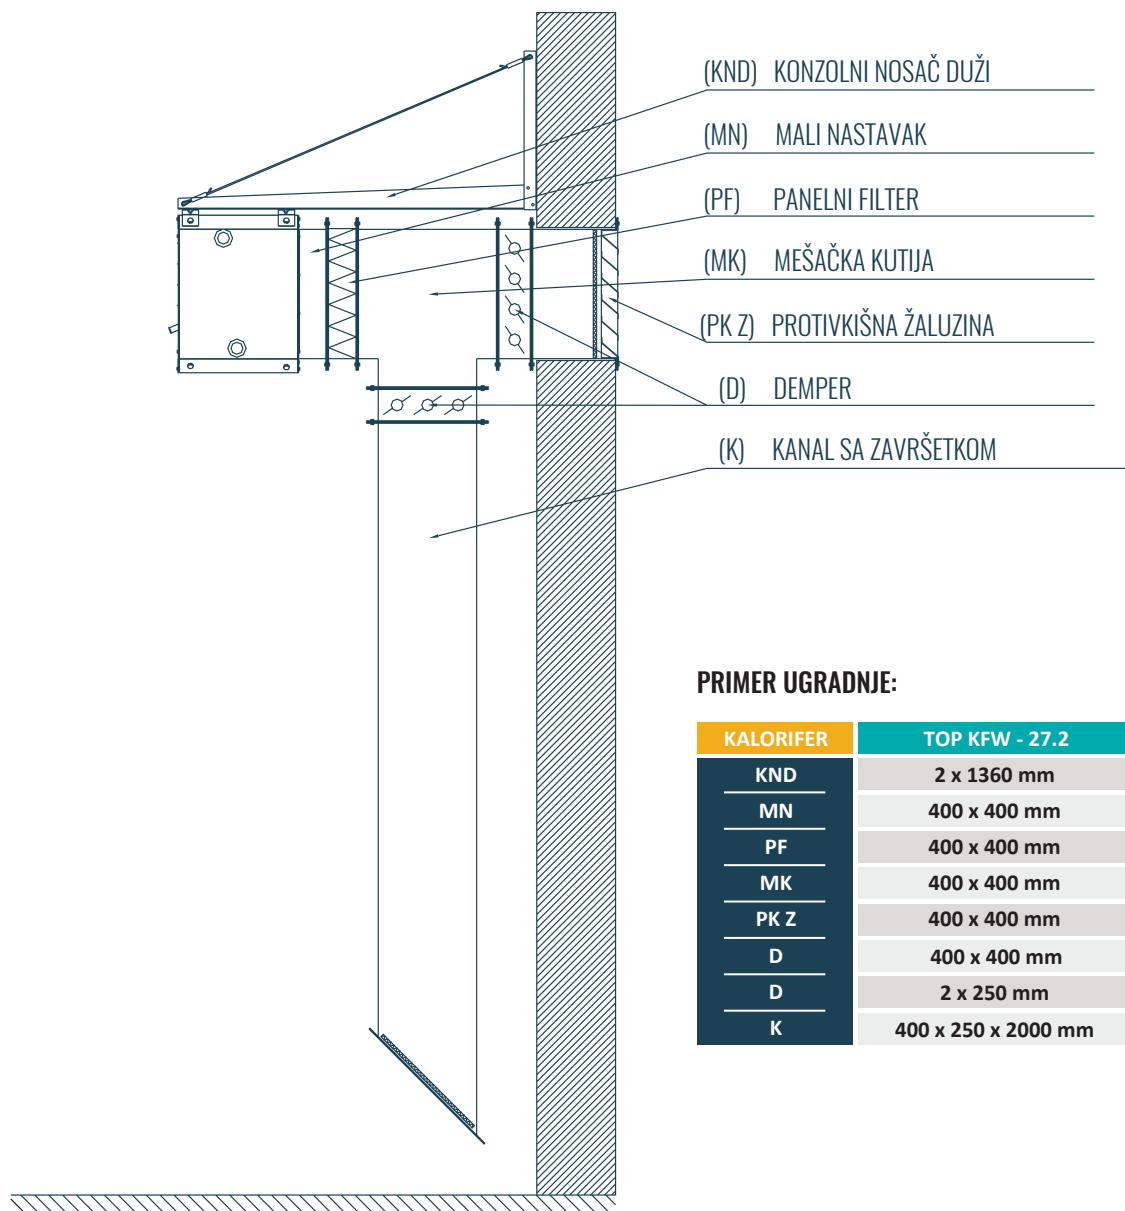 (KND) KONZOLNI NOSAČ DUŽI
(MN) MALI NASTAVAK
(PF) PANELNI FILTER
(MK) MEŠAČKA KUTIJA
(PK Z) PROTIVKIŠNA ŽALUZINA
(D) DEMPER
(K) KANAL SA ZAVRŠETKOM
PRIMER UGRADNJE:
KALORIFER TOP KFW - 27.2
KND 2 x 1360 mm
MN 400 x 400 mm
PF 400 x 400 mm
MK 400 x 400 mm
PK Z 400 x 400 mm
D 400 x 400 mm
D 2 x 250 mm
K 400 x 250 x 2000 mm